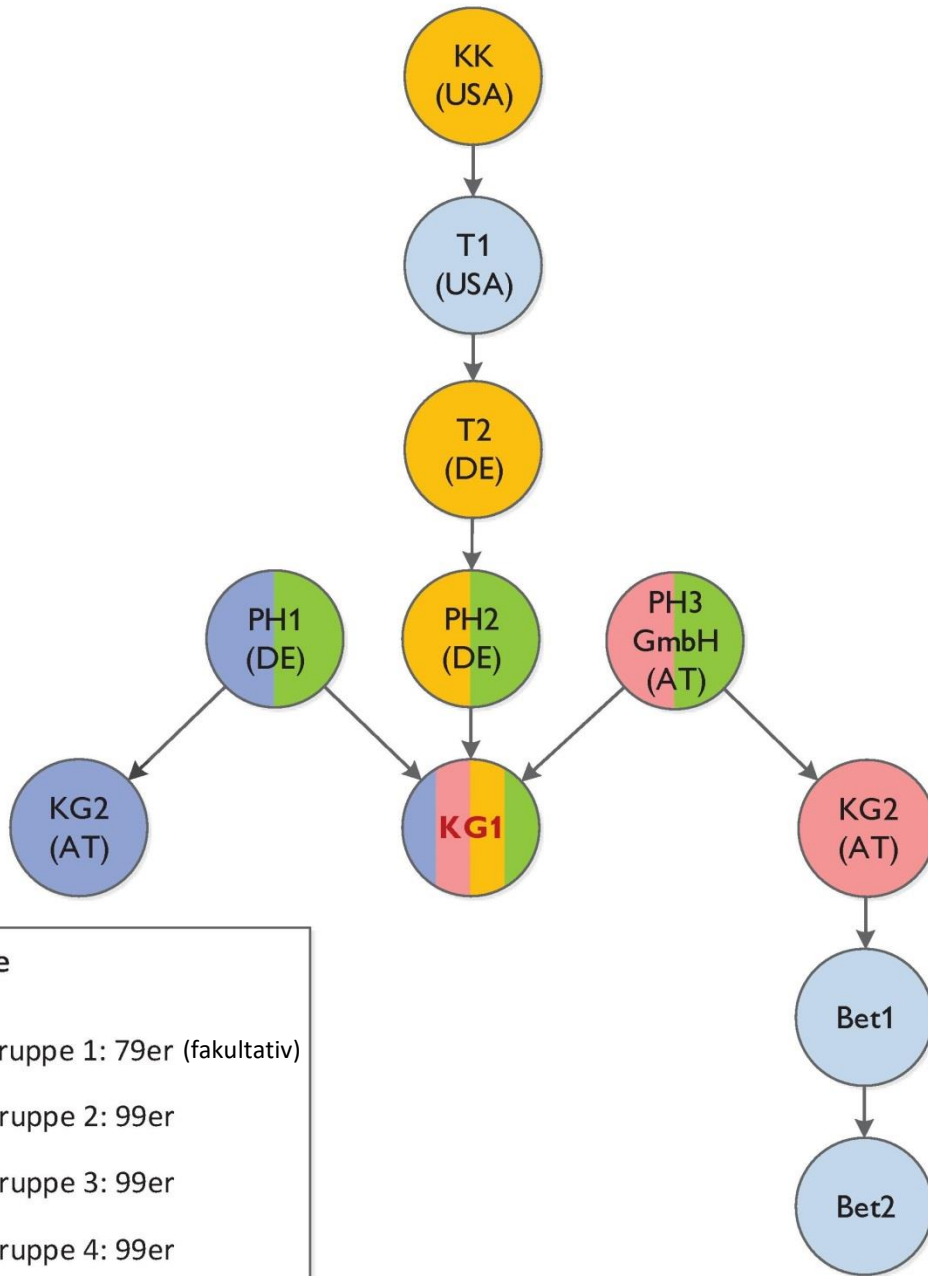 KK
(USA)
T1
(USA)
T2
(DE)
PH1
(DE)
PH2
(DE)
PH3
GmbH
(AT)
KG2
(AT)
KG1
KG2
(AT)
Bet1
Bet2
e
ruppe 1: 79er (fakultativ)
ruppe 2: 99er
ruppe 3: 99er
ruppe 4: 99er